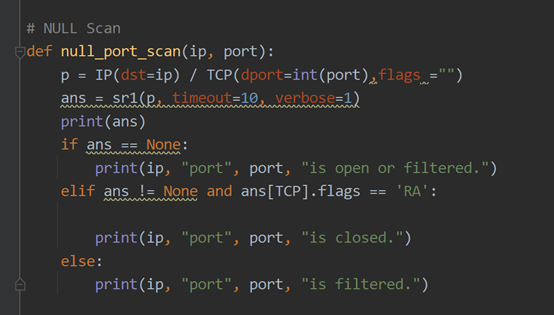 # NULL Scan
def null_port_scan(ip, port):
    p = IP(dst=ip) / TCP(dport=int(port),flags ="")
    ans = sr1(p, timeout=10, verbose=1)
    print(ans)
    if ans == None:
        print(ip, "port", port, "is open or filtered.")
    elif ans != None and ans[TCP].flags == 'RA':
        print(ip, "port", port, "is closed.")
    else:
        print(ip, "port", port, "is filtered.")